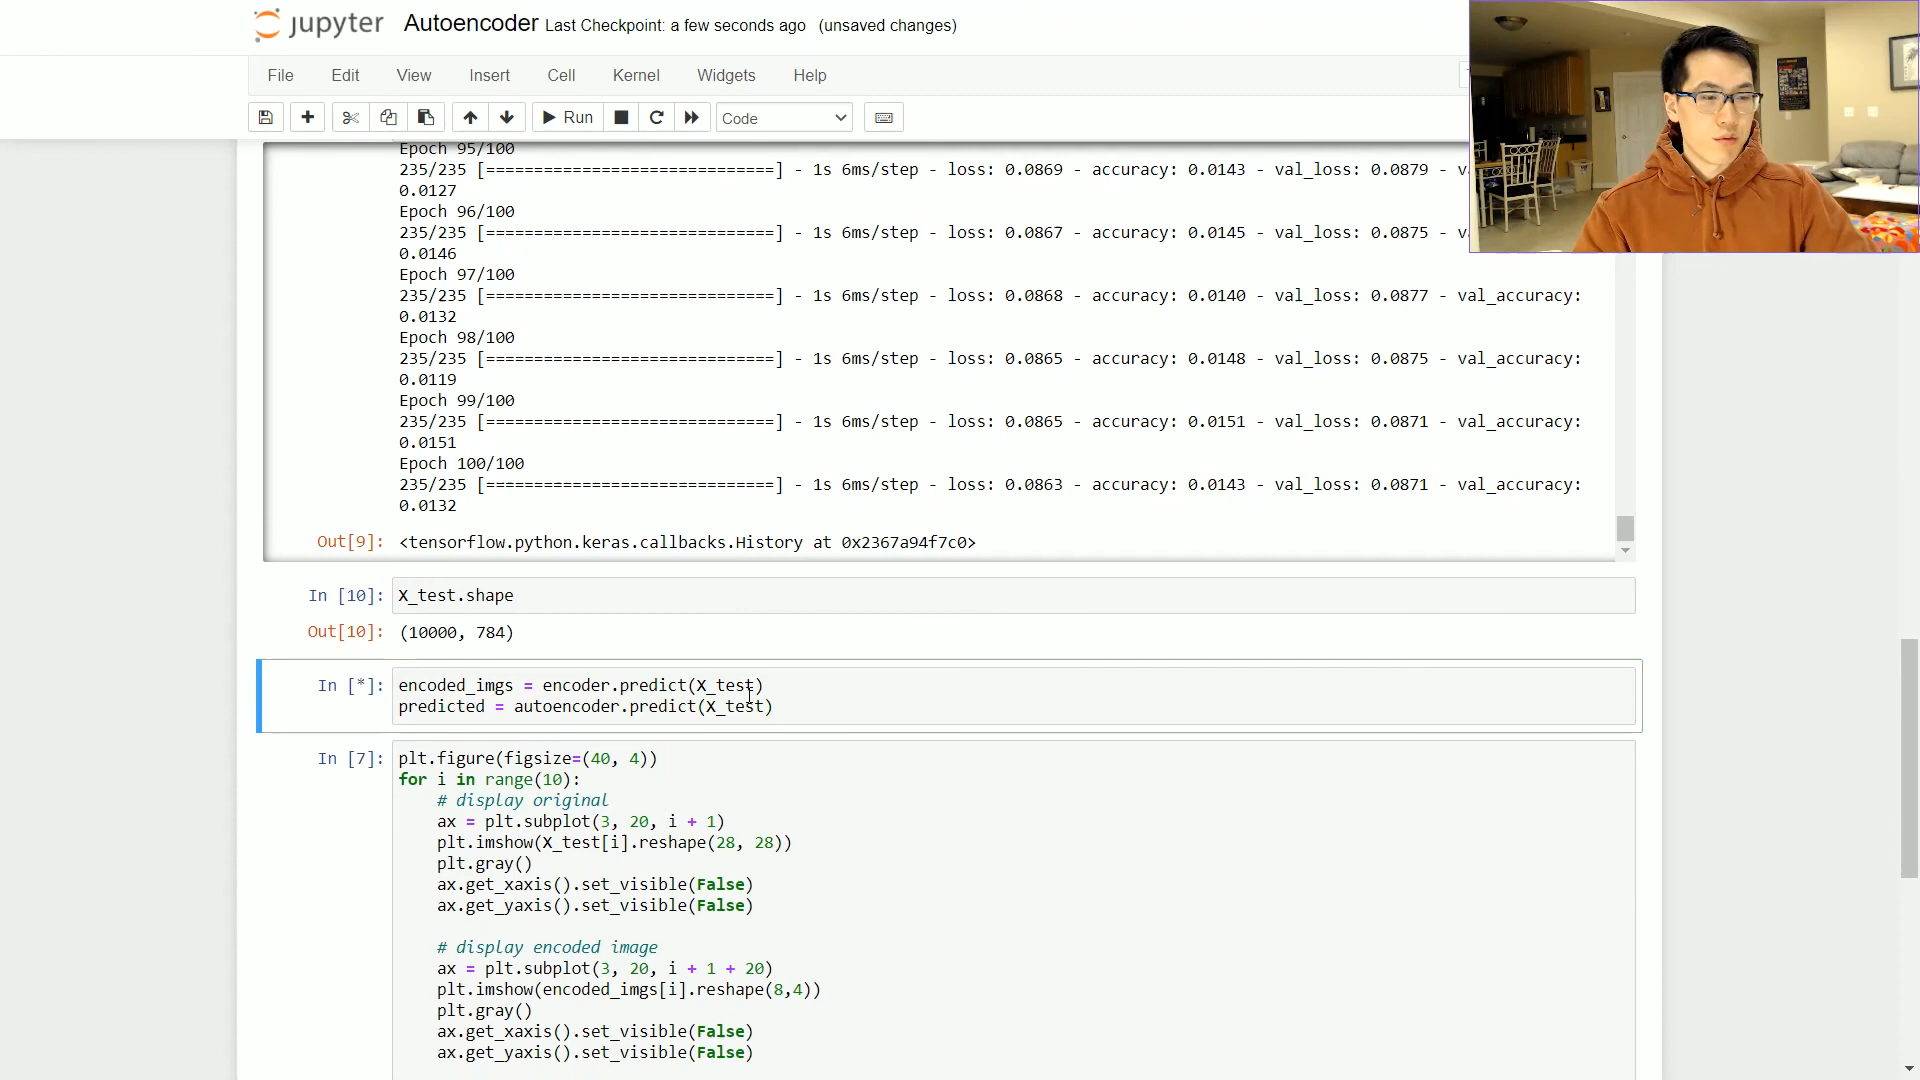 jupyter Autoencoder Last Checkpoint: a few seconds ago (unsaved changes)
File Edit View Insert Cell Kernel Widgets Help
Run Code
Epoch 95/100
235/235 [==============================] - 1s 6ms/step - loss: 0.0869 - accuracy: 0.0143 - val_loss: 0.0879 - v
0.0127
Epoch 96/100
235/235 [==============================] - 1s 6ms/step - loss: 0.0867 - accuracy: 0.0145 - val_loss: 0.0875 - v
0.0146
Epoch 97/100
235/235 [==============================] - 1s 6ms/step - loss: 0.0868 - accuracy: 0.0140 - val_loss: 0.0877 - val_accuracy:
0.0132
Epoch 98/100
235/235 [==============================] - 1s 6ms/step - loss: 0.0865 - accuracy: 0.0148 - val_loss: 0.0875 - val_accuracy:
0.0119
Epoch 99/100
235/235 [==============================] - 1s 6ms/step - loss: 0.0865 - accuracy: 0.0151 - val_loss: 0.0871 - val_accuracy:
0.0151
Epoch 100/100
235/235 [==============================] - 1s 6ms/step - loss: 0.0863 - accuracy: 0.0143 - val_loss: 0.0871 - val_accuracy:
0.0132
Out[9]: <tensorflow.python.keras.callbacks.History at 0x2367a94f7c0>
In [10]: X_test.shape
Out[10]: (10000, 784)
In [*]: encoded_imgs = encoder.predict(X_test)
predicted = autoencoder.predict(X_test)
In [7]: plt.figure(figsize=(40, 4))
for i in range(10):
# display original
ax = plt.subplot(3, 20, i + 1)
plt.imshow(X_test[i].reshape(28, 28))
plt.gray()
ax.get_xaxis().set_visible(False)
ax.get_yaxis().set_visible(False)
# display encoded image
ax = plt.subplot(3, 20, i + 1 + 20)
plt.imshow(encoded_imgs[i].reshape(8,4))
plt.gray()
ax.get_xaxis().set_visible(False)
ax.get_yaxis().set_visible(False)